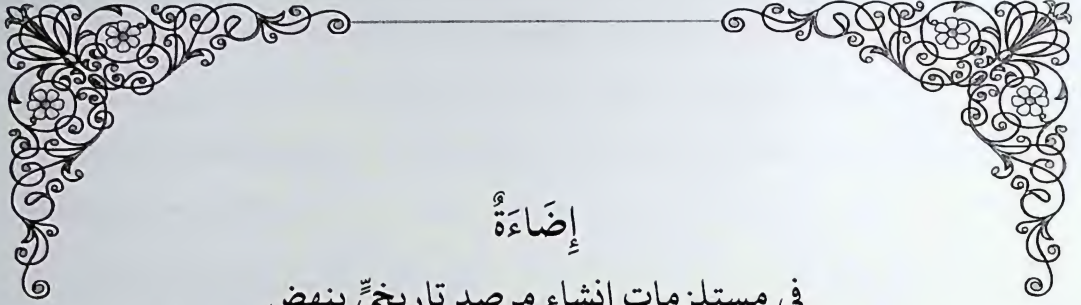 إِضَاءَةٌ
في مستلزمات إنشاء مرصد تاريخيٍّ ينهض